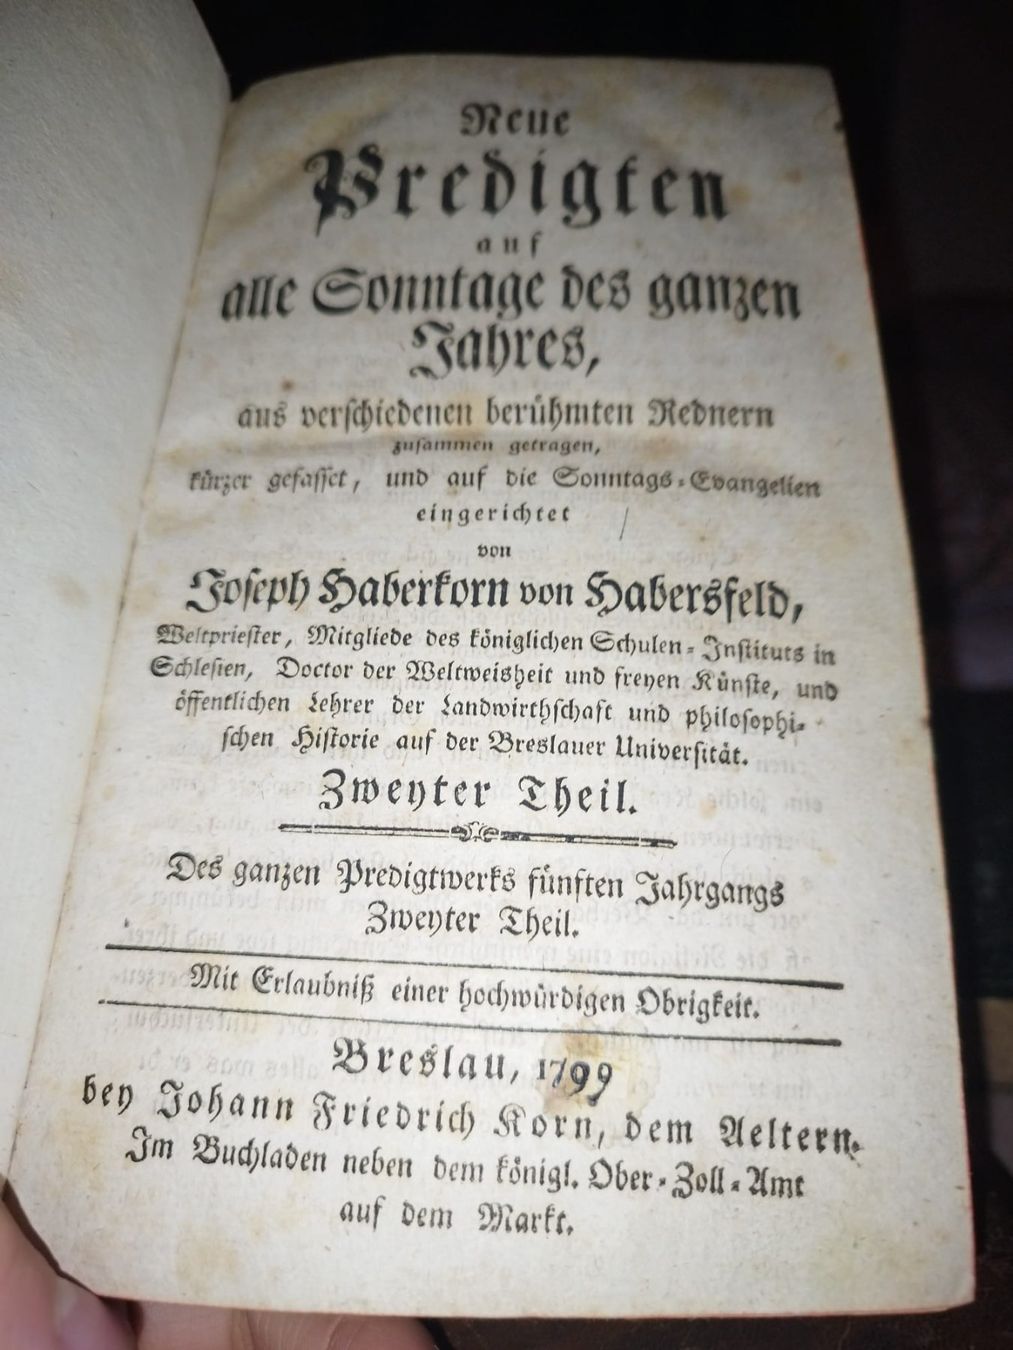 Neue
Predigten
auf
alle Sonntage des ganzen
Jahres,
aus verschiedenen berühmten Rednern
zusammen getragen,
kürzer gefasset, und auf die Sonntags-Evangelien
eingerichtet
von
Joseph Haberkorn von Habersfeld,
Weltpriester, Mitgliede des königlichen Schulen-Instituts in
Schlesien, Doctor der Weltweisheit und freyen Künste, und
öffentlichen Lehrer der Landwirthschaft und philosophi-
schen Historie auf der Breslauer Universität.
Zweyter Theil.
Des ganzen Predigtwerks fünften Jahrgangs
Zweyter Theil.
Mit Erlaubniß einer hochwürdigen Obrigkeit.
Breslau, 1799
bey Johann Friedrich Korn, dem Aeltern.
Im Buchladen neben dem königl. Ober-Zoll-Amt
auf dem Markt.